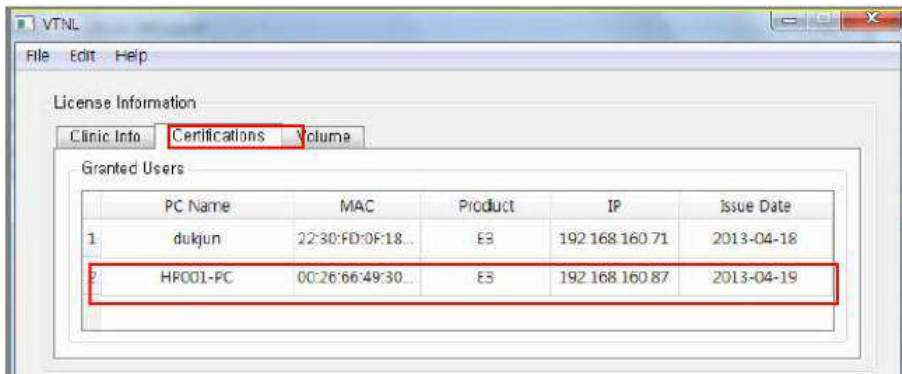 VTNL
File Edit Help
License Information
Clinic Info Certifications Volume
Granted Users
PC Name MAC Product IP Issue Date
1 dukjun 22:30:FD:0F:18... E3 192.168.160.71 2013-04-18
2 HP001-PC 00:26:66:49:30... E3 192.168.160.87 2013-04-19